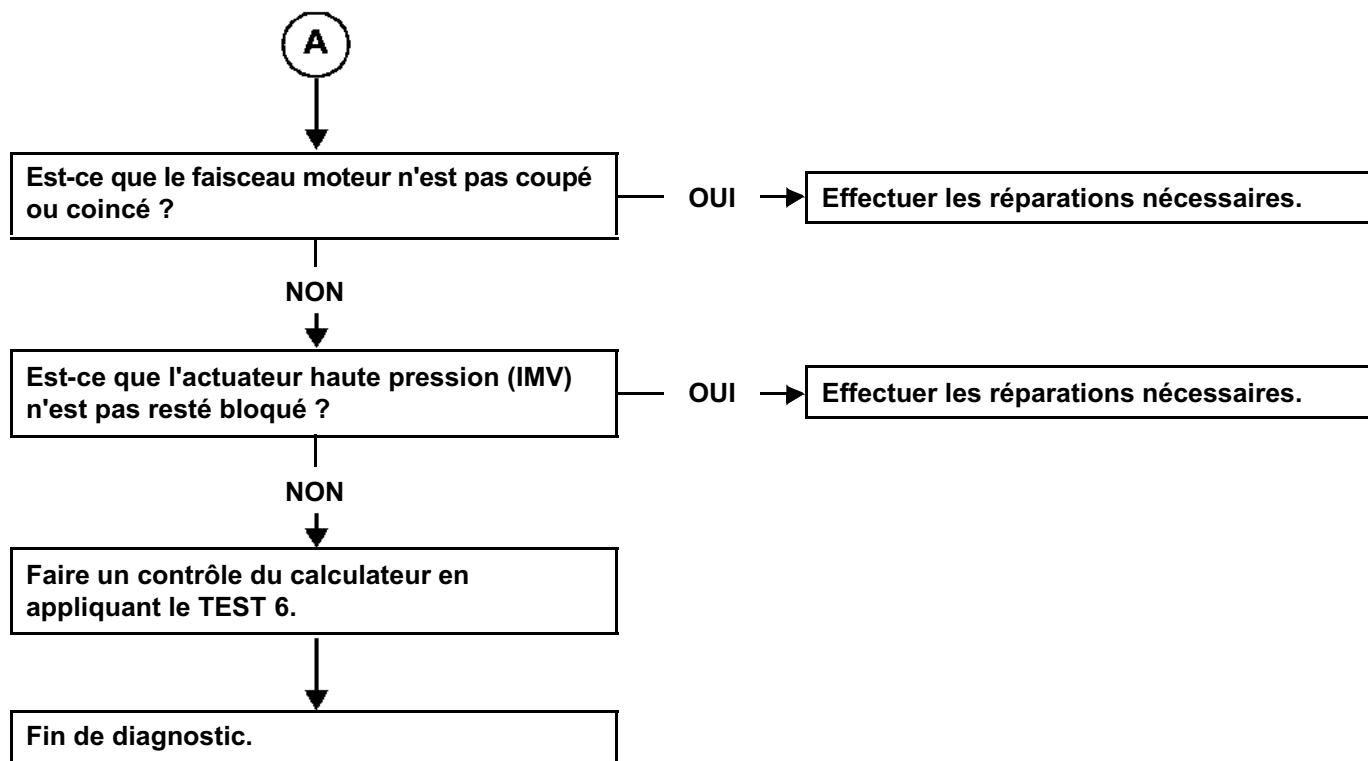 A
Est-ce que le faisceau moteur n'est pas coupé
ou coincé ?
OUI
Effectuer les réparations nécessaires.
NON
Est-ce que l'actuateur haute pression (IMV)
n'est pas resté bloqué ?
OUI
Effectuer les réparations nécessaires.
NON
Faire un contrôle du calculateur en
appliquant le TEST 6.
Fin de diagnostic.